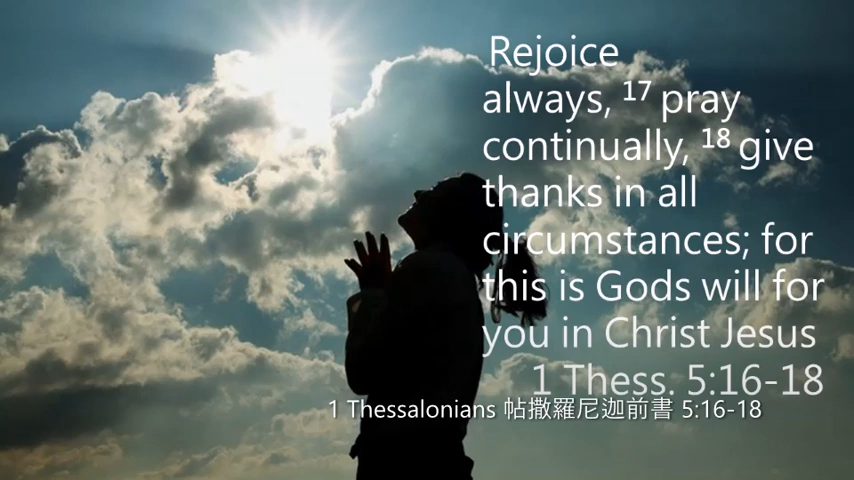 Rejoice
always, ¹⁷ pray
continually, ¹⁸ give
thanks in all
circumstances; for
this is Gods will for
you in Christ Jesus
1 Thess. 5:16-18
1 Thessalonians 帖撒羅尼迦前書 5:16-18